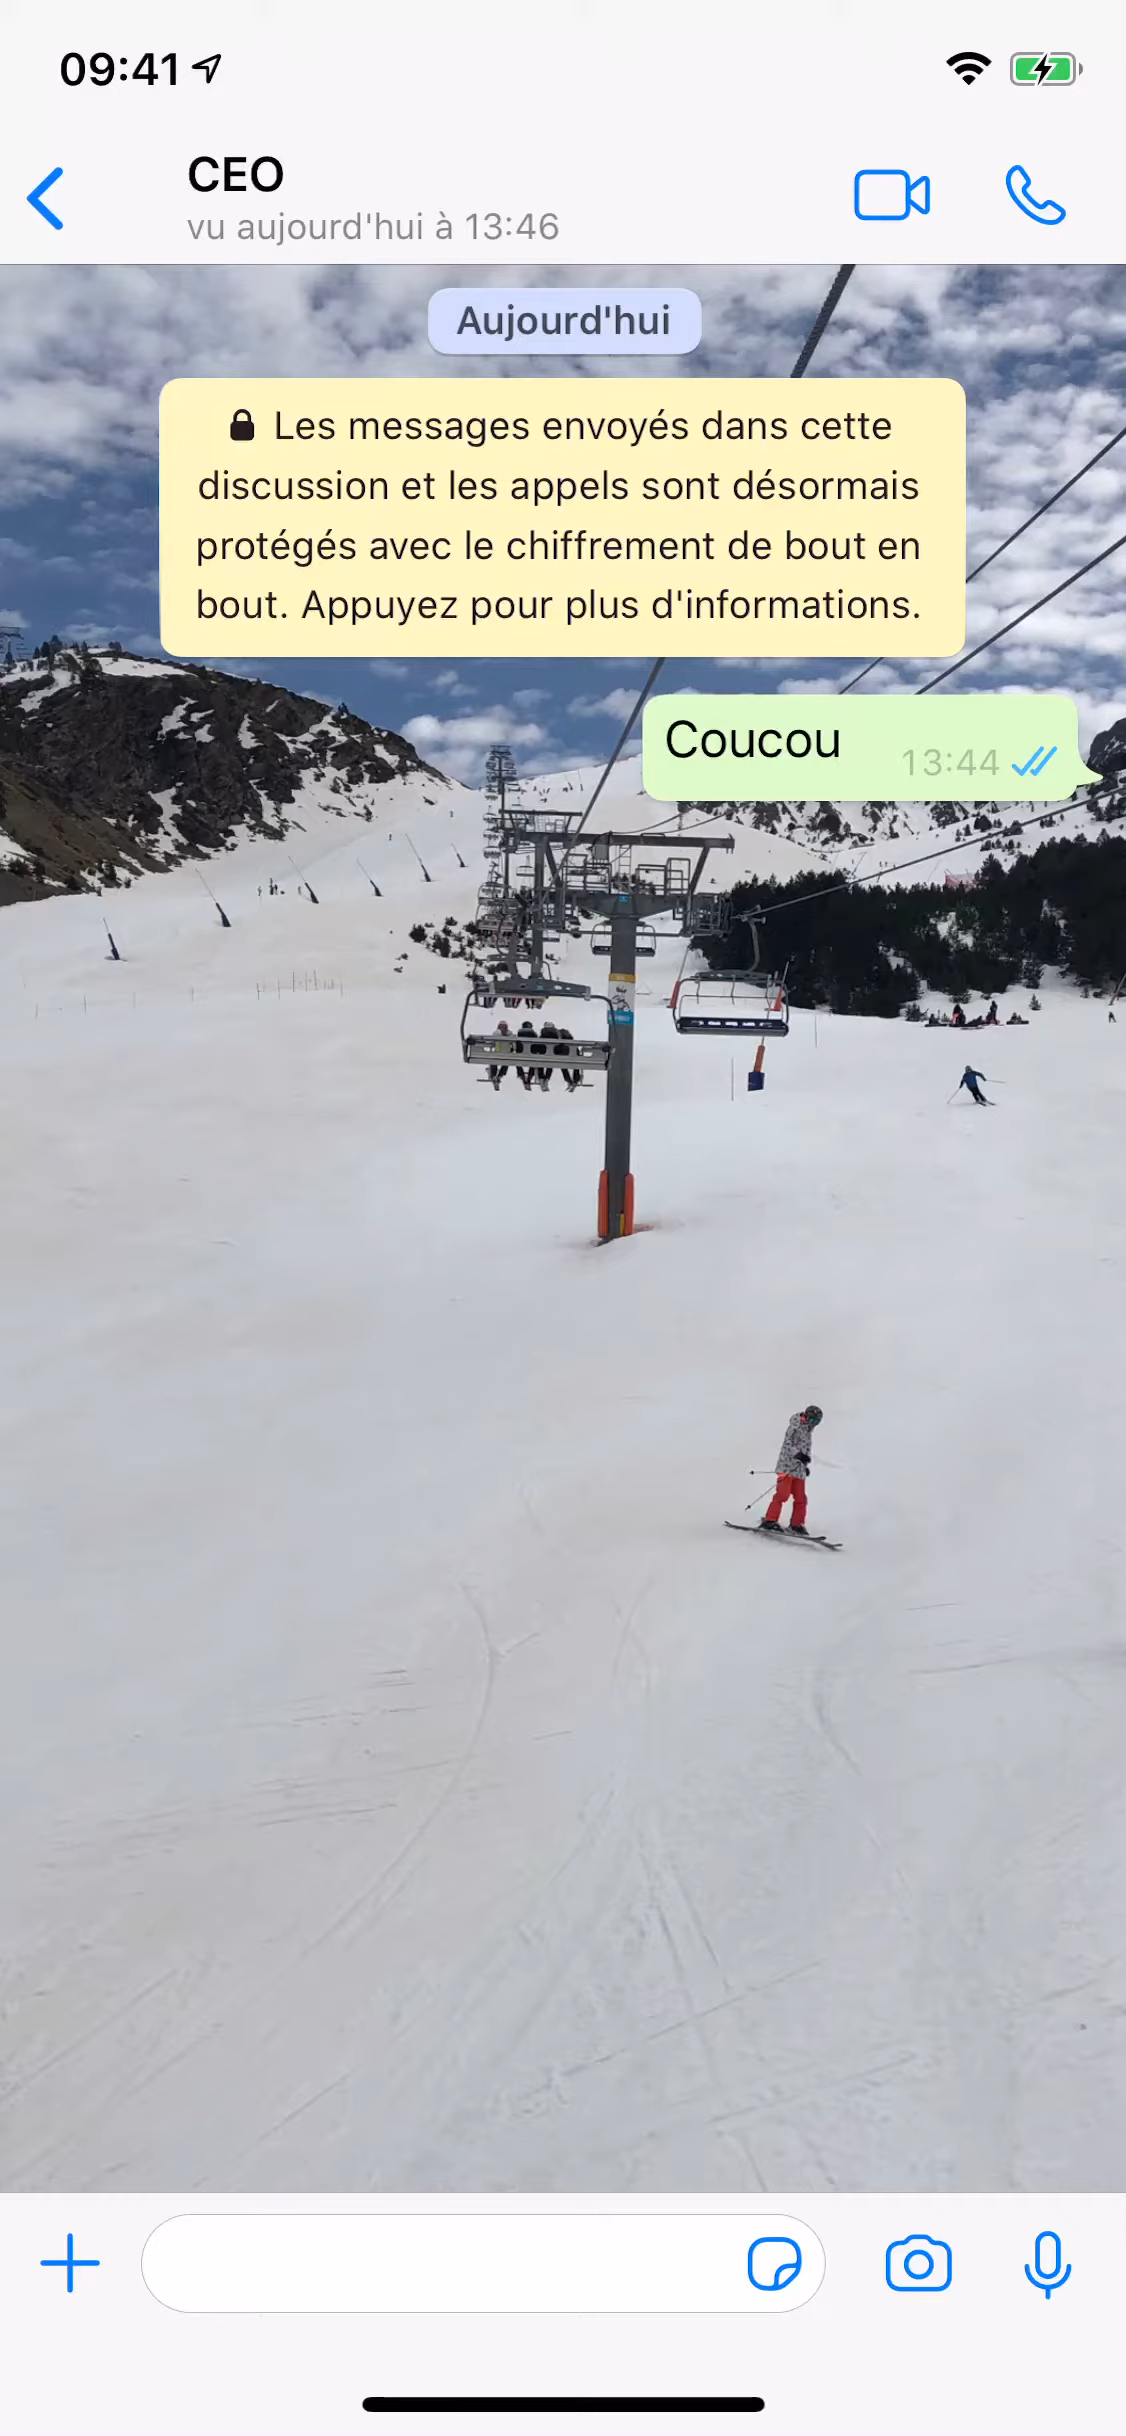 09:41
CEO
vu aujourd'hui à 13:46
Aujourd'hui
Les messages envoyés dans cette
discussion et les appels sont désormais
protégés avec le chiffrement de bout en
bout. Appuyez pour plus d'informations.
Coucou
13:44